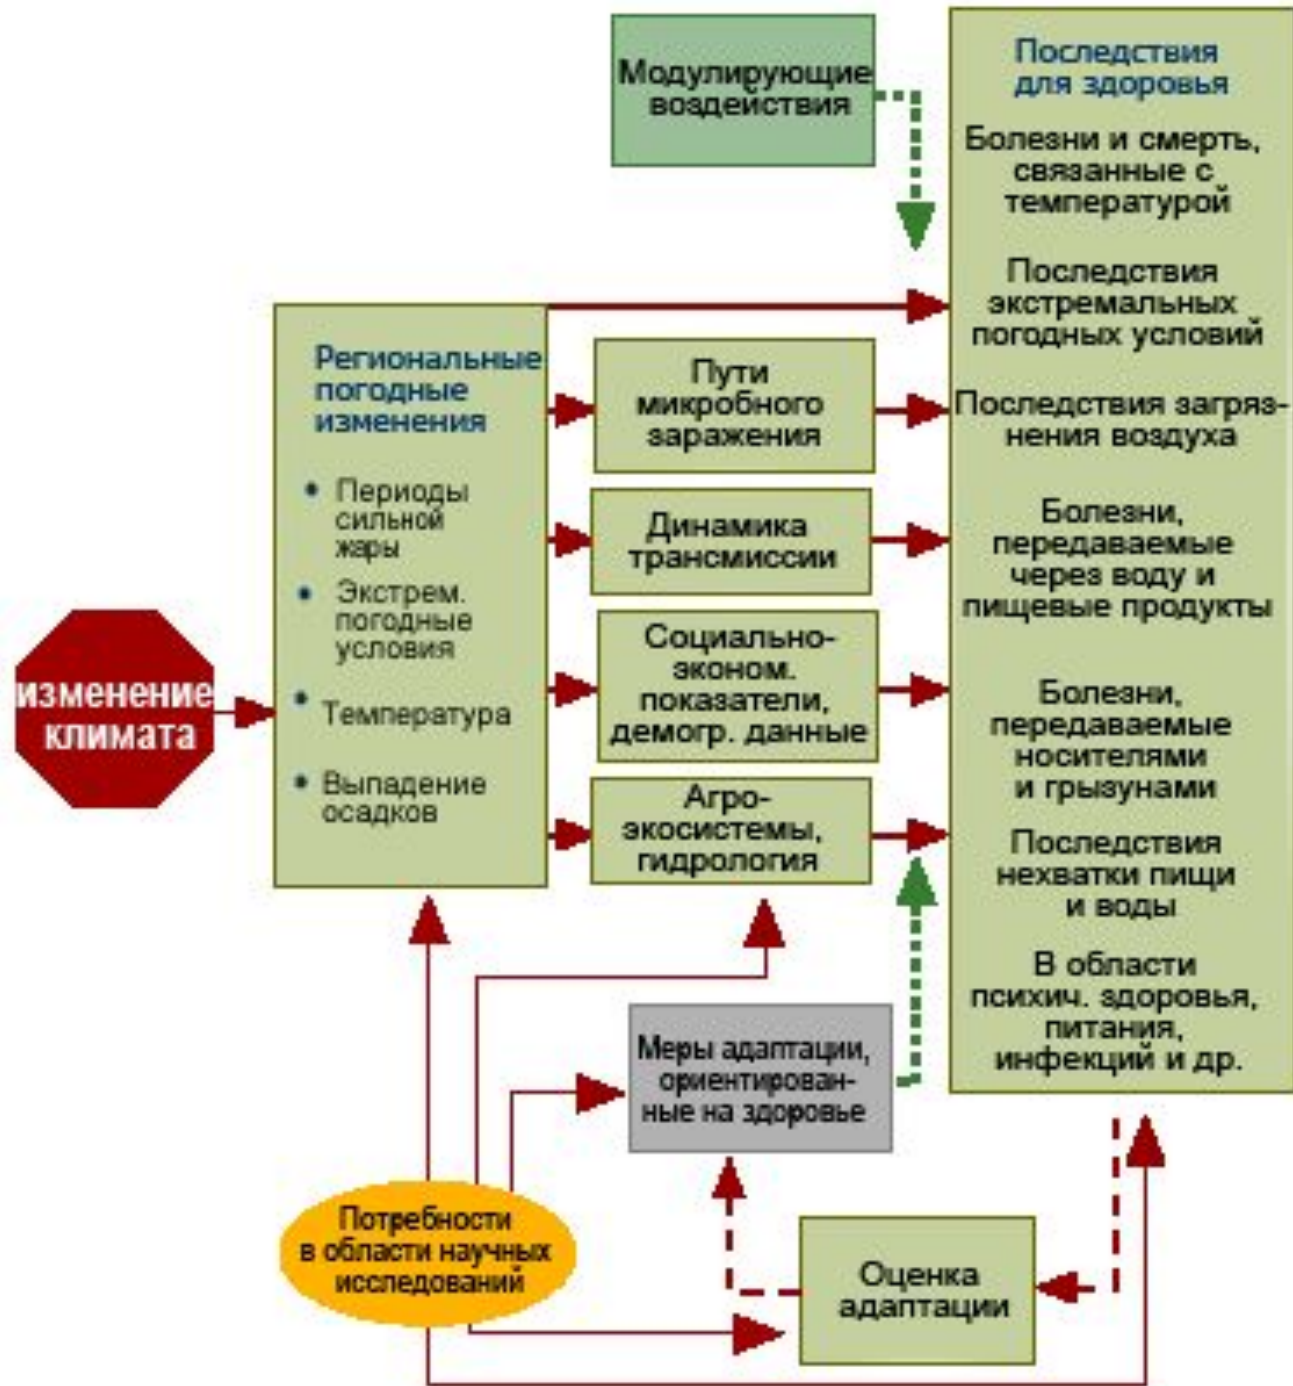 Модулирующие
воздействия
Последствия
для здоровья
Болезни и смерть,
связанные с
температурой
Последствия
экстремальных
погодных условий
Последствия загряз-
нения воздуха
Болезни,
передаваемые
через воду и
пищевые продукты
Болезни,
передаваемые
носителями
и грызунами
Последствия
нехватки пищи
и воды
В области
психич. здоровья,
питания,
инфекций и др.
Региональные
погодные
изменения
• Периоды
сильной
жары
• Экстрем.
погодные
условия
• Температура
• Выпадение
осадков
Пути
микробного
заражения
Динамика
трансмиссии
Социально-
эконом.
показатели,
демогр. данные
Агро-
экосистемы,
гидрология
изменение
климата
Меры адаптации,
ориентирован-
ные на здоровье
Потребности
в области научных
исследований
Оценка
адаптации